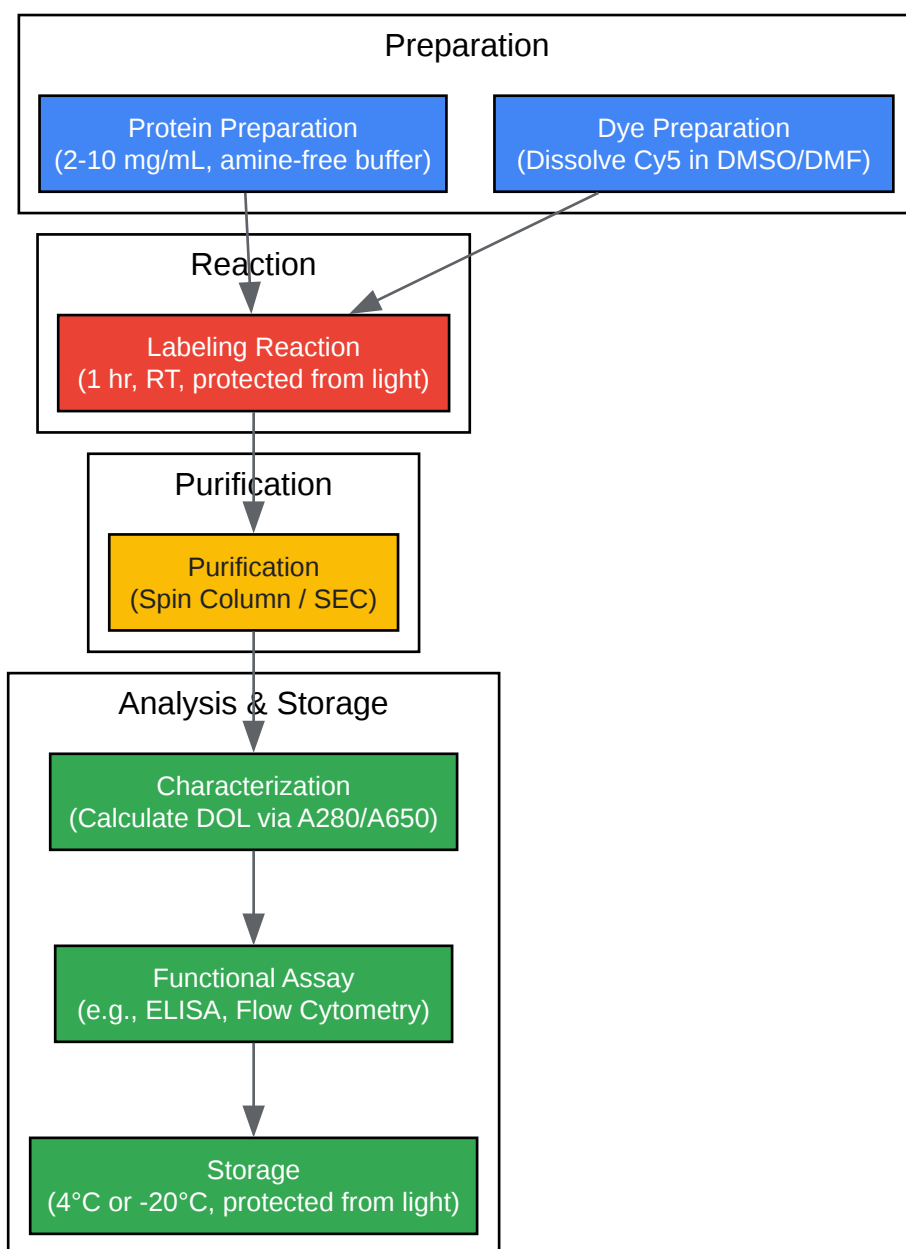 Preparation
Protein Preparation
(2-10 mg/mL, amine-free buffer)
Dye Preparation
(Dissolve Cy5 in DMSO/DMF)
Reaction
Labeling Reaction
(1 hr, RT, protected from light)
Purification
Purification
(Spin Column / SEC)
Analysis & Storage
Characterization
(Calculate DOL via A280/A650)
Functional Assay
(e.g., ELISA, Flow Cytometry)
Storage
(4°C or -20°C, protected from light)